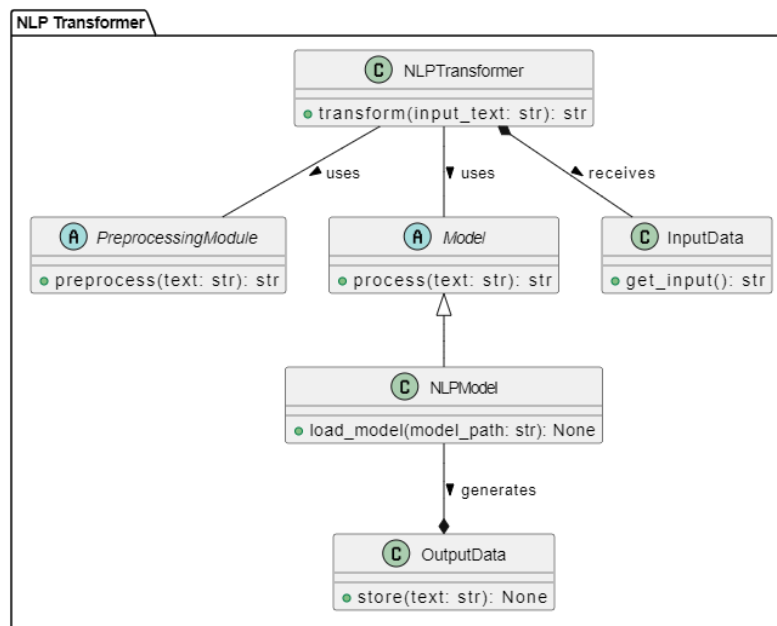 NLP Transformer
C NLPTransformer
transform(input_text: str): str
uses
uses
receives
A PreprocessingModule
preprocess(text: str): str
A Model
process(text: str): str
C InputData
get_input(): str
C NLPModel
load_model(model_path: str): None
generates
C OutputData
store(text: str): None